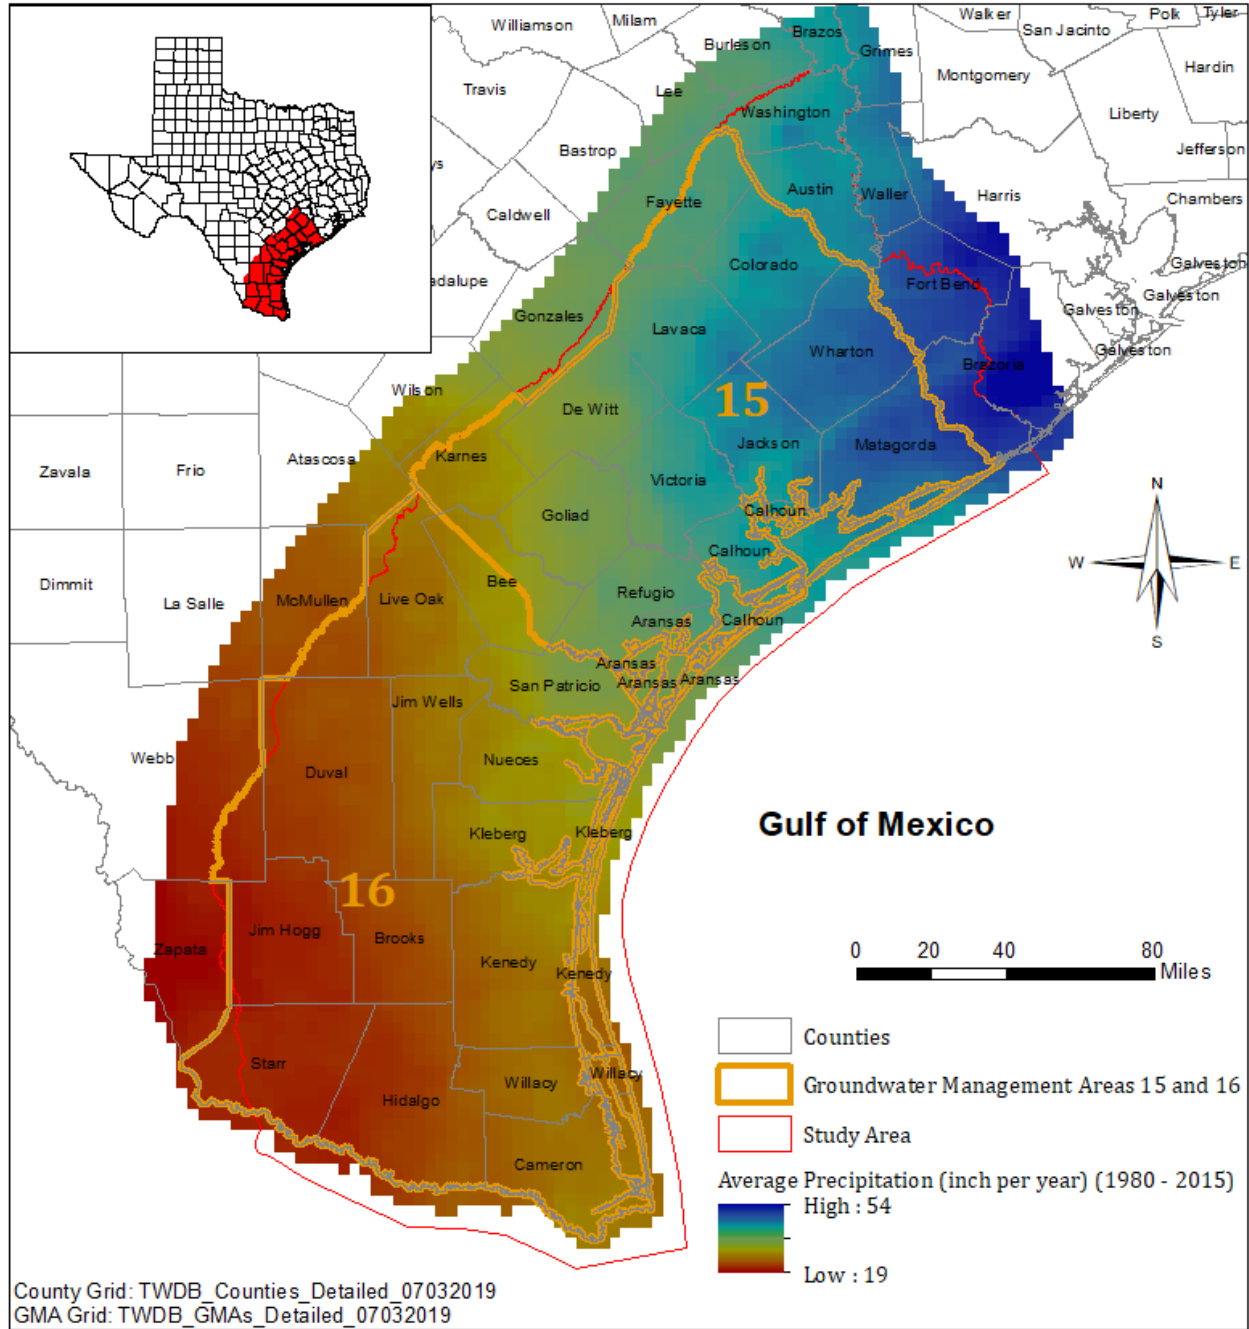 Williamson
Milam
Walker
Polk
Tyler
Brazos
San Jacinto
Burleson
Grimes
Hardin
Montgomery
Travis
Lee
Washington
Liberty
ys
Bastrop
Jefferson
Austin
Waller
Harris
Chambers
Fayette
Caldwell
Colorado
Galveston
adalupe
Fort Bend
Galveston
Gonzales
Galveston
Lavaca
Wharton
Galveston
Brazoria
Wilson
De Witt
15
Jackson
Matagorda
Atascosa
Karnes
Zavala
Frio
Victoria
N
Goliad
Calhoun
Calhoun
W
E
Dimmit
Bee
La Salle
McMullen
Live Oak
Refugio
Calhoun
Aransas
S
Aransas
San Patricio
Aransas
Aransas
Jim Wells
Webb
Nueces
Duval
Gulf of Mexico
Kleberg
Kleberg
16
Jim Hogg
Brooks
Zapata
Kenedy
Kenedy
0 20 40 80
Miles
Counties
Starr
Willacy
Willacy
Groundwater Management Areas 15 and 16
Hidalgo
Study Area
Cameron
Average Precipitation (inch per year) (1980 - 2015)
High : 54
Low : 19
County Grid: TWDB_Counties_Detailed_07032019
GMA Grid: TWDB_GMAs_Detailed_07032019